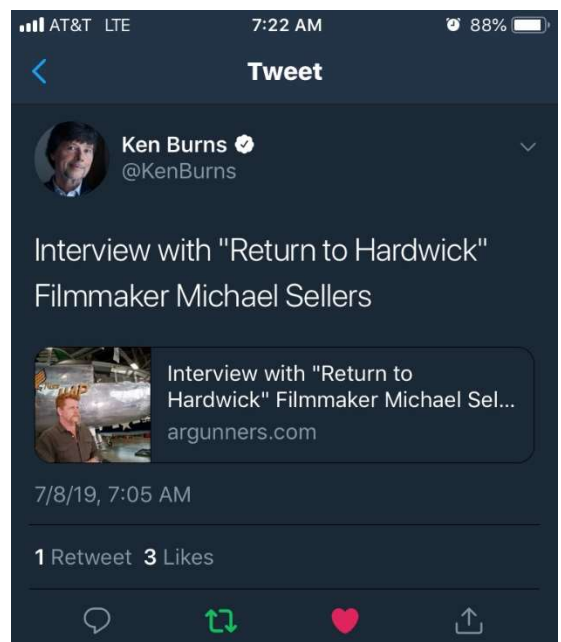 AT&T LTE 7:22 AM 88%
Tweet
Ken Burns
@KenBurns
Interview with "Return to Hardwick"
Filmmaker Michael Sellers
Interview with "Return to
Hardwick" Filmmaker Michael Sel...
argunners.com
7/8/19, 7:05 AM
1 Retweet 3 Likes